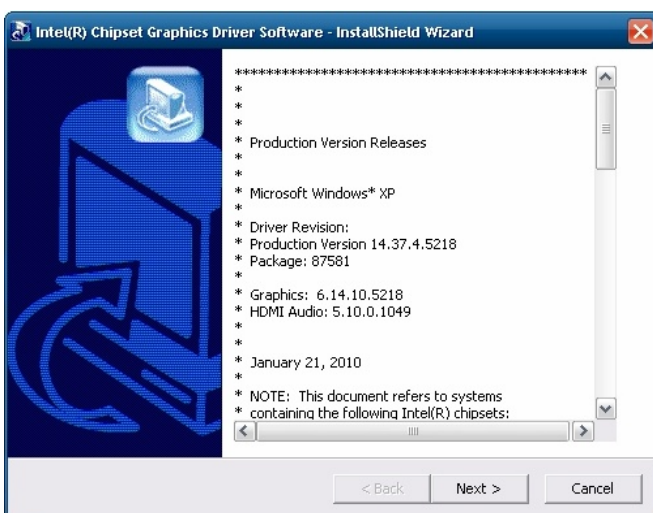 Intel(R) Chipset Graphics Driver Software - InstallShield Wizard
***********************************************
*
*
*
* Production Version Releases
*
*
* Microsoft Windows* XP
*
* Driver Revision:
* Production Version 14.37.4.5218
* Package: 87581
*
* Graphics: 6.14.10.5218
* HDMI Audio: 5.10.0.1049
*
*
* January 21, 2010
*
* NOTE: This document refers to systems
* containing the following Intel(R) chipsets:
< Back
Next >
Cancel